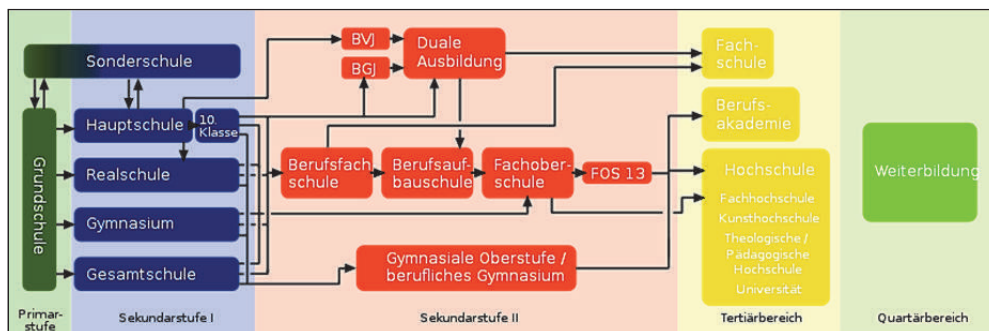 Sonderschule
Grundschule
Hauptschule
10.
Klasse
Realschule
Gymnasium
Gesamtschule
BVJ
BGJ
Duale
Ausbildung
Berufsfach
schule
Berufsauf-
bauschule
Fachober-
schule
FOS 13
Gymnasiale Oberstufe /
berufliches Gymnasium
Fach-
schule
Berufs-
akademie
Hochschule
Fachhochschule
Kunsthochschule
Theologische /
Pädagogische
Hochschule
Universität
Weiterbildung
Primar-
stufe
Sekundarstufe I
Sekundarstufe II
Tertiärbereich
Quartärbereich